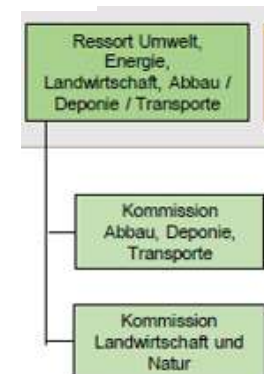 Ressort Umwelt,
Energie,
Landwirtschaft, Abbau /
Deponie / Transporte
Kommission
Abbau, Deponie,
Transporte
Kommission
Landwirtschaft und
Natur